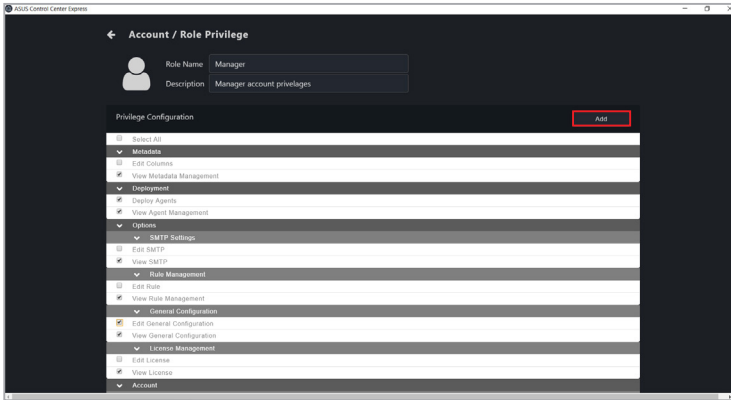 ASUS Control Center Express
Account / Role Privilege
Role Name Manager
Description Manager account privelages
Privilege Configuration Add
Select All
Metadata
Edit Columns
View Metadata Management
Deployment
Deploy Agents
View Agent Management
Options
SMTP Settings
Edit SMTP
View SMTP
Rule Management
Edit Rule
View Rule Management
General Configuration
Edit General Configuration
View General Configuration
License Management
Edit License
View License
Account